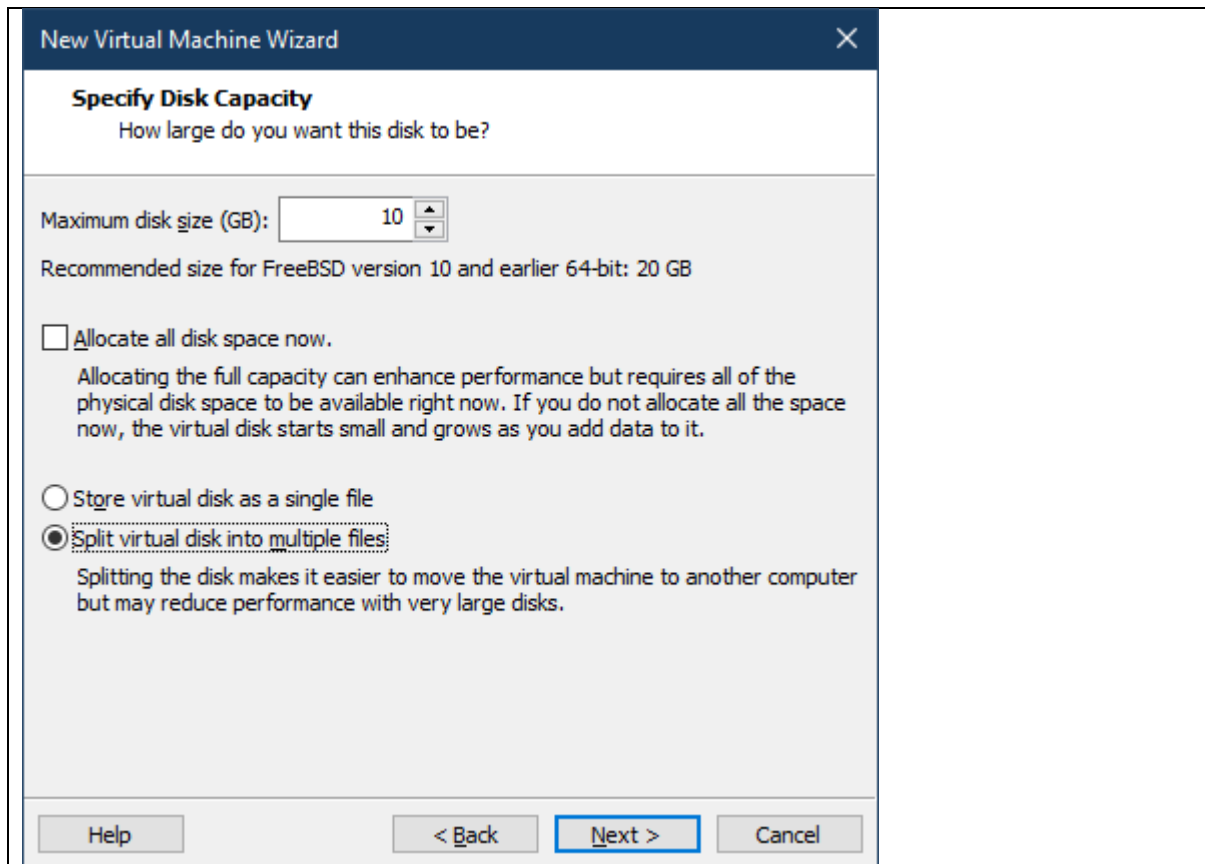 New Virtual Machine Wizard
Specify Disk Capacity
How large do you want this disk to be?
Maximum disk size (GB): 10
Recommended size for FreeBSD version 10 and earlier 64-bit: 20 GB
Allocate all disk space now.
Allocating the full capacity can enhance performance but requires all of the
physical disk space to be available right now. If you do not allocate all the space
now, the virtual disk starts small and grows as you add data to it.
Store virtual disk as a single file
Split virtual disk into multiple files
Splitting the disk makes it easier to move the virtual machine to another computer
but may reduce performance with very large disks.
Help < Back Next > Cancel